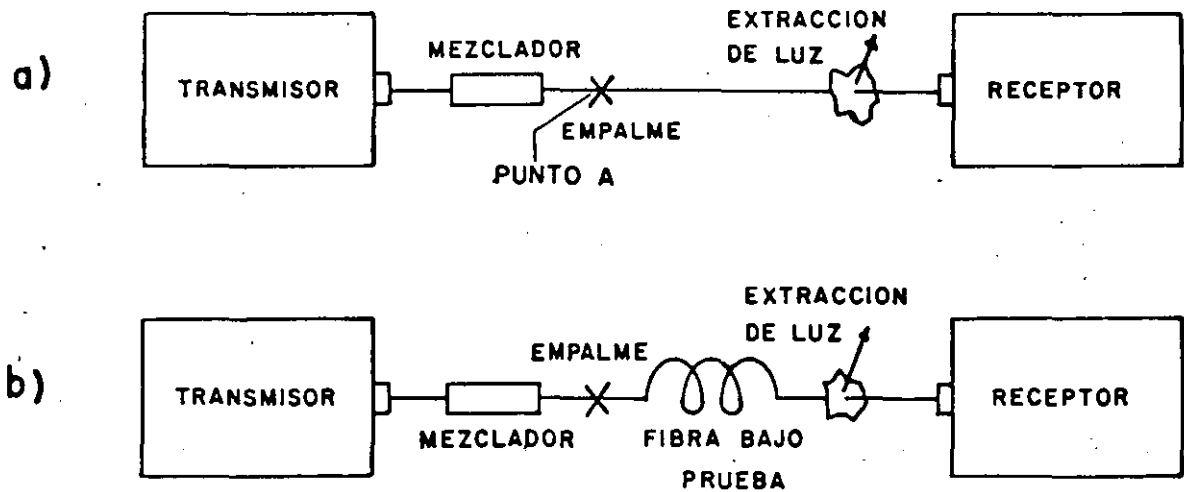 a)
TRANSMISOR
MEZCLADOR
EMPALME
PUNTO A
EXTRACCION
DE LUZ
RECEPTOR
b)
TRANSMISOR
MEZCLADOR
EMPALME
FIBRA BAJO
PRUEBA
EXTRACCION
DE LUZ
RECEPTOR